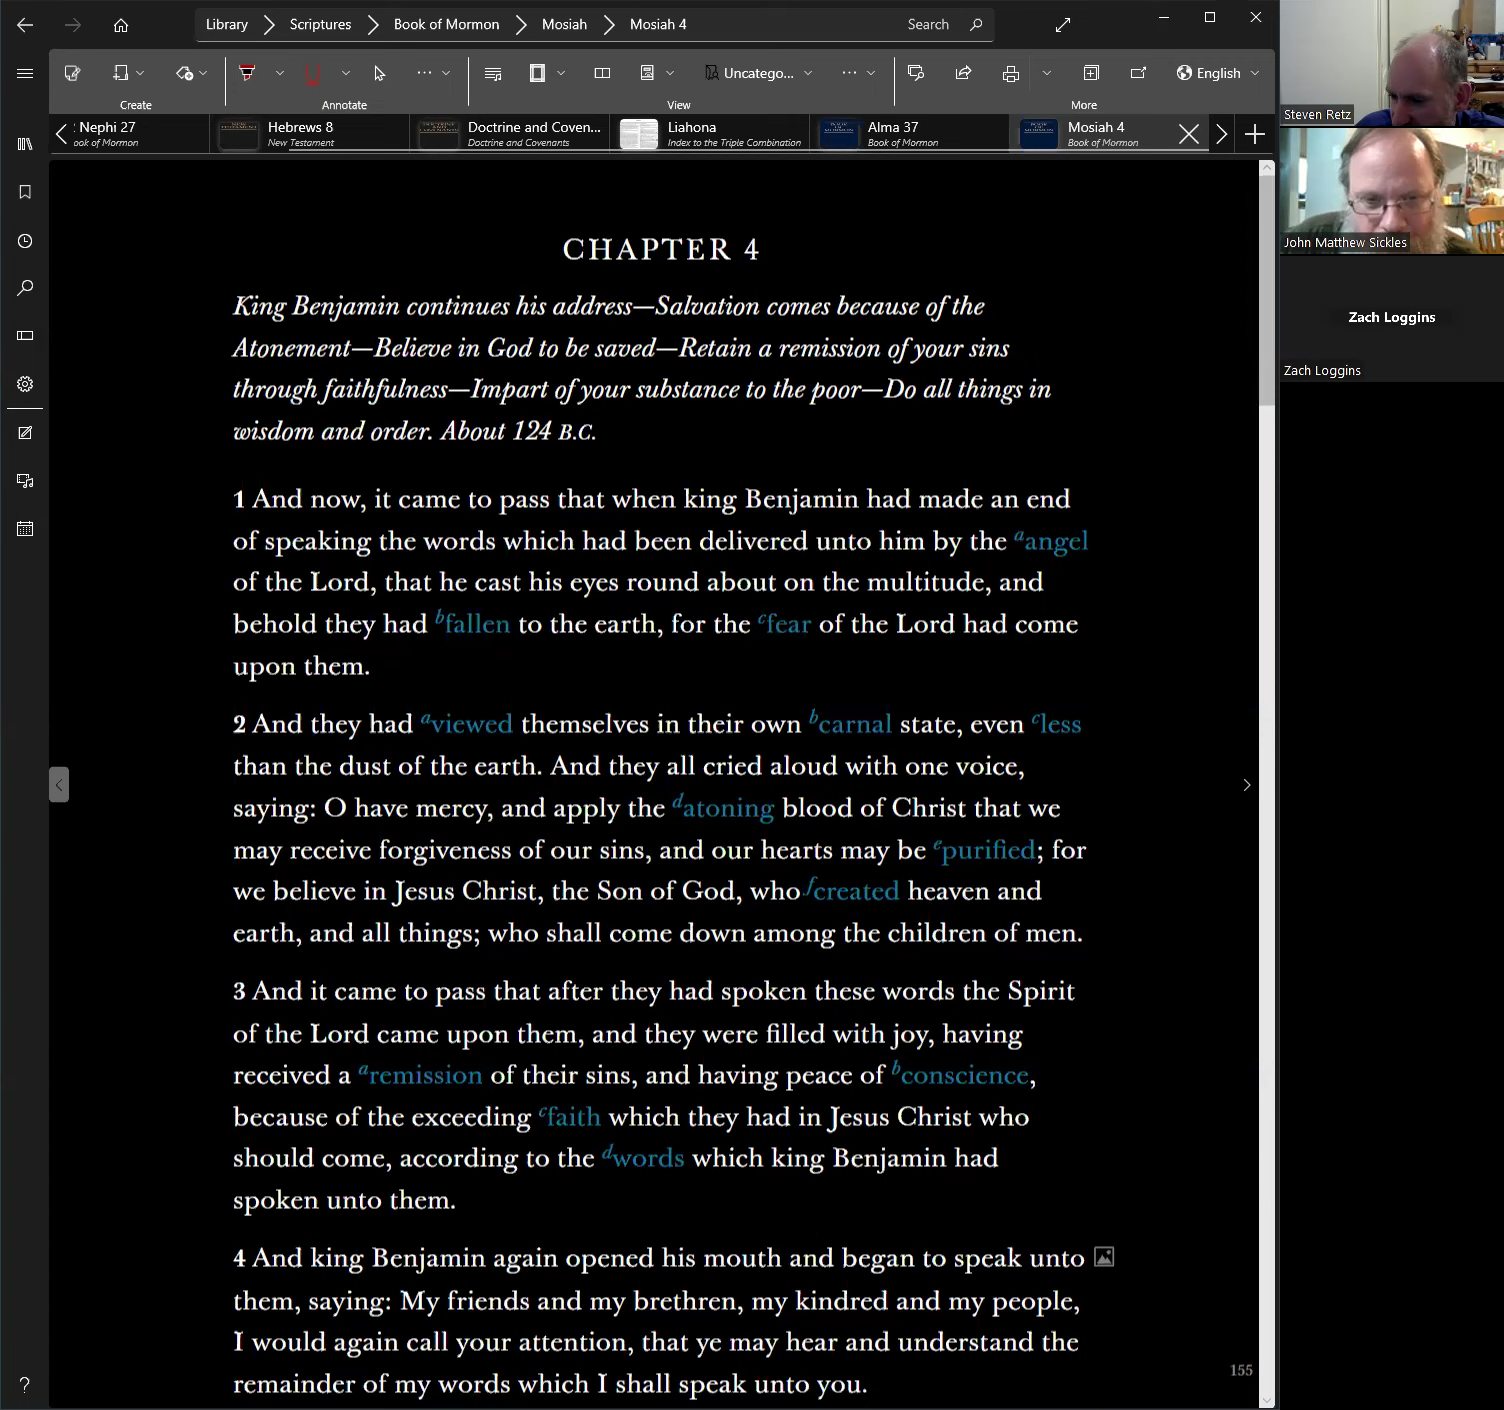 Library > Scriptures > Book of Mormon > Mosiah > Mosiah 4
Search
Create
Annotate
Uncatego...
View
English
More
: Nephi 27
ook of Mormon
Hebrews 8
New Testament
Doctrine and Coven...
Doctrine and Covenants
Liahona
Index to the Triple Combination
Alma 37
Book of Mormon
Mosiah 4
Book of Mormon
CHAPTER 4
King Benjamin continues his address—Salvation comes because of the
Atonement—Believe in God to be saved—Retain a remission of your sins
through faithfulness—Impart of your substance to the poor—Do all things in
wisdom and order. About 124 B.C.
1 And now, it came to pass that when king Benjamin had made an end
of speaking the words which had been delivered unto him by the aangel
of the Lord, that he cast his eyes round about on the multitude, and
behold they had bfallen to the earth, for the cfear of the Lord had come
upon them.
2 And they had aviewed themselves in their own bcarnal state, even cless
than the dust of the earth. And they all cried aloud with one voice,
saying: O have mercy, and apply the datoning blood of Christ that we
may receive forgiveness of our sins, and our hearts may be epurified; for
we believe in Jesus Christ, the Son of God, who fcreated heaven and
earth, and all things; who shall come down among the children of men.
3 And it came to pass that after they had spoken these words the Spirit
of the Lord came upon them, and they were filled with joy, having
received a aremission of their sins, and having peace of bconscience,
because of the exceeding cfaith which they had in Jesus Christ who
should come, according to the dwords which king Benjamin had
spoken unto them.
4 And king Benjamin again opened his mouth and began to speak unto
them, saying: My friends and my brethren, my kindred and my people,
I would again call your attention, that ye may hear and understand the
remainder of my words which I shall speak unto you.
155
Steven Retz
John Matthew Sickles
Zach Loggins
Zach Loggins